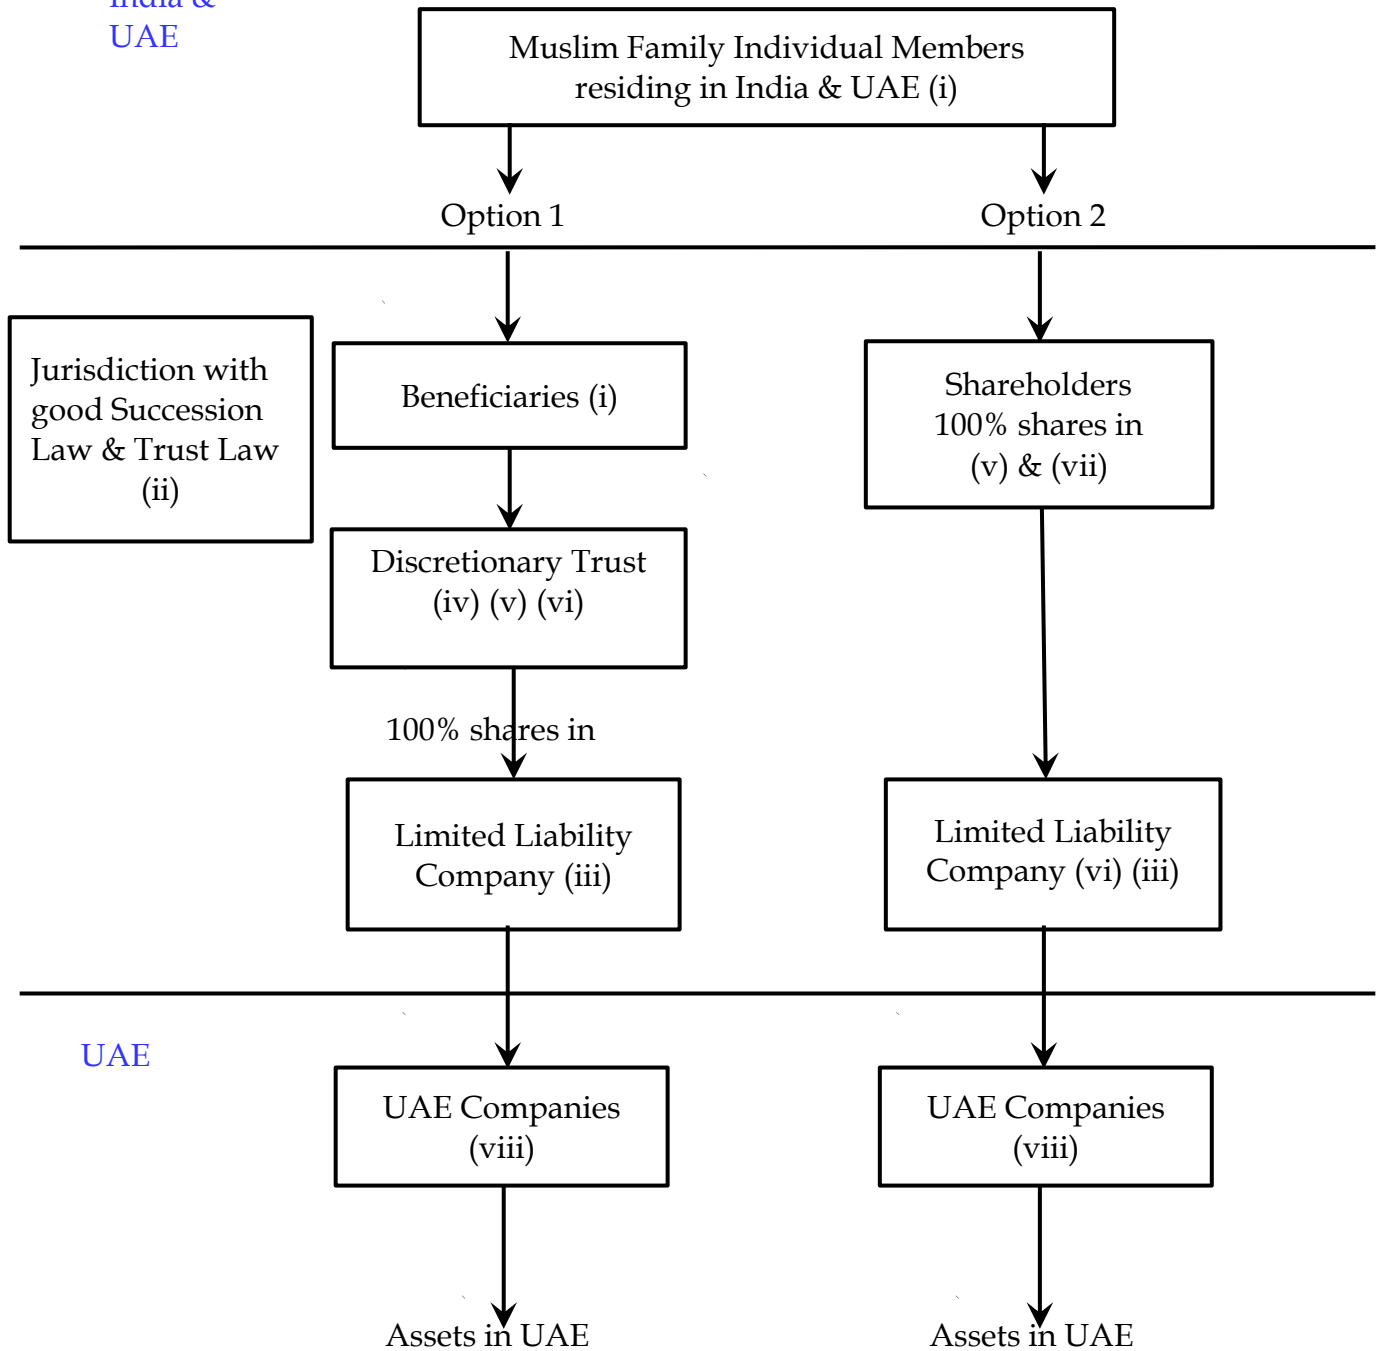 India &
UAE
Muslim Family Individual Members
residing in India & UAE (i)
Option 1
Option 2
Jurisdiction with
good Succession
Law & Trust Law
(ii)
Beneficiaries (i)
Shareholders
100% shares in
(v) & (vii)
Discretionary Trust
(iv) (v) (vi)
100% shares in
Limited Liability
Company (iii)
Limited Liability
Company (vi) (iii)
UAE
UAE Companies
(viii)
UAE Companies
(viii)
Assets in UAE
Assets in UAE